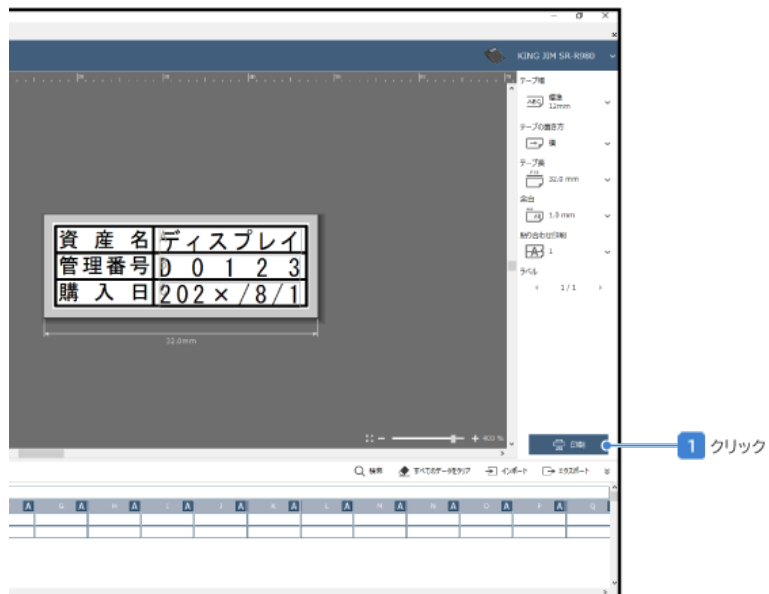 KING JIM SR-R980
テープ幅
ABC 標準
12mm
テープの置き方
横
テープ長
32.0 mm
余白
1.0 mm
貼り合わせ印刷
A 1
ラベル
1/1
資産名 ディスプレイ
管理番号 D0123
購入日 202×/8/1
32.0mm
400 %
印刷
1 クリック
検索 すべてのデータをクリア インポート エクスポート
A G A H A I A J A K A L A M A N A O A P A Q